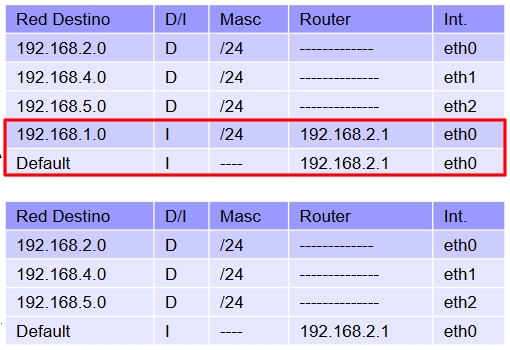 Red Destino D/I Masc Router Int.
192.168.2.0 D /24 ------------- eth0
192.168.4.0 D /24 -------------- eth1
192.168.5.0 D /24 -------------- eth2
192.168.1.0 I /24 192.168.2.1 eth0
Default I ---- 192.168.2.1 eth0
Red Destino D/I Masc Router Int.
192.168.2.0 D /24 ------------- eth0
192.168.4.0 D /24 -------------- eth1
192.168.5.0 D /24 -------------- eth2
Default I ---- 192.168.2.1 eth0